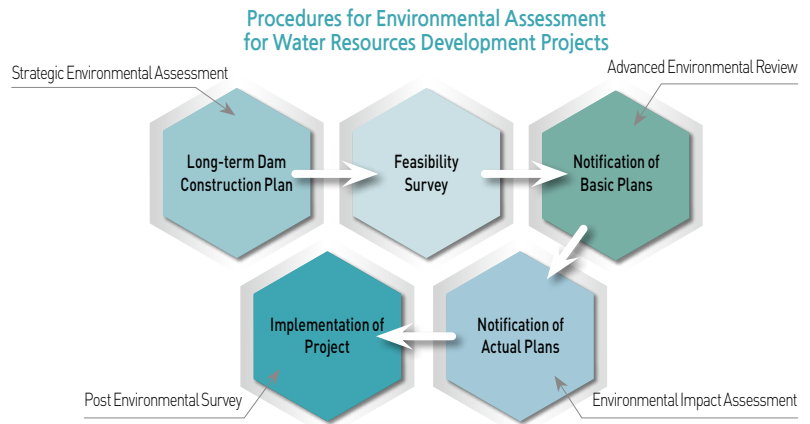 Procedures for Environmental Assessment
for Water Resources Development Projects
Strategic Environmental Assessment
Advanced Environmental Review
Long-term Dam
Construction Plan
Feasibility
Survey
Notification of
Basic Plans
Implementation of
Project
Notification of
Actual Plans
Post Environmental Survey
Environmental Impact Assessment